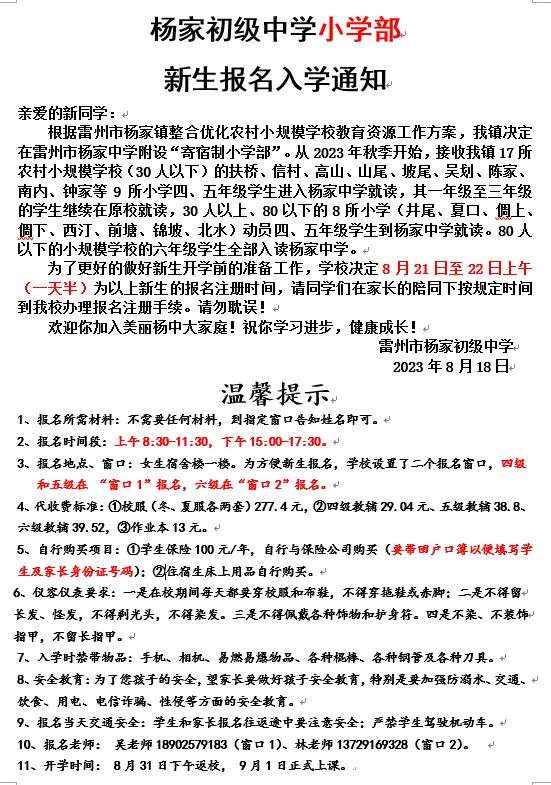 杨家初级中学小学部
新生报名入学通知
亲爱的新同学：
根据雷州市杨家镇整合优化农村小规模学校教育资源工作方案，我镇决定
在雷州市杨家中学附设“寄宿制小学部”。从 2023 年秋季开始，接收我镇 17 所
农村小规模学校（30 人以下）的扶桥、信村、高山、山尾、坡尾、吴划、陈家、
南内、钟家等 9 所小学四、五年级学生进入杨家中学就读，其一年级至三年级
的学生继续在原校就读，30 人以上、80 以下的 8 所小学（井尾、夏口、倜上、
倜下、西汀、前塘、锦坡、北水）动员四、五年级学生到杨家中学就读。80 人
以下的小规模学校的六年级学生全部入读杨家中学。
为了更好的做好新生开学前的准备工作，学校决定 8 月 21 日至 22 日上午
（一天半）为以上新生的报名注册时间，请同学们在家长的陪同下按规定时间
到我校办理报名注册手续。请勿耽误！
欢迎你加入美丽杨中大家庭！祝你学习进步，健康成长！
雷州市杨家初级中学
2023 年 8 月 18 日
温馨提示
1、报名所需材料：不需要任何材料，到指定窗口告知姓名即可。
2、报名时间段：上午 8:30-11:30，下午 15:00-17:30。
3、报名地点、窗口：女生宿舍楼一楼。为方便新生报名，学校设置了二个报名窗口，四级
和五级在 “窗口 1”报名，六级在“窗口 2”报名。
4、代收费标准：①校服（冬、夏服各两套）277.4 元，②四级教辅 29.04 元、五级教辅 38.8、
六级教辅 39.52，③作业本 13 元。
5、自行购买项目：①学生保险 100 元/年，自行与保险公司购买（要带回户口簿以便填写学
生及家长身份证号码）；②住宿生床上用品自行购买。
6、仪容仪表要求：一是在校期间每天都要穿校服和布鞋，不得穿拖鞋或赤脚；二是不得留
长发、怪发，不得剃光头，不得染发。三是不得佩戴各种饰物和护身符。四是不染、不装饰
指甲，不留长指甲。
7、入学时禁带物品：手机、相机、易燃易爆物品、各种棍棒、各种钢管及各种刀具。
8、安全教育：为了您孩子的安全，望家长要做好孩子安全教育，特别是要加强防溺水、交通、
饮食、用电、电信诈骗、性侵等方面的安全教育。
9、报名当天交通安全：学生和家长报名往返途中要注意安全；严禁学生驾驶机动车。
10、报名老师： 吴老师 18902579183（窗口 1）、林老师 13729169328（窗口 2）。
11、开学时间： 8 月 31 日下午返校， 9 月 1 日正式上课。